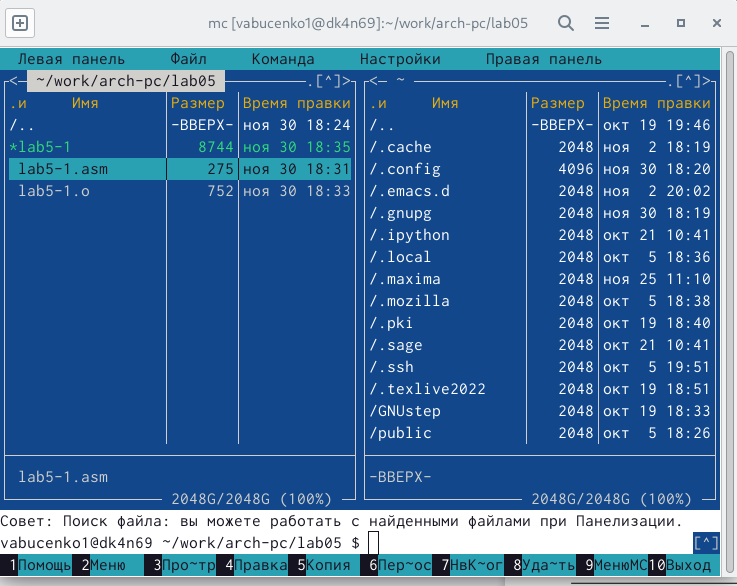 mc [vabucenko1@dk4n69]:~/work/arch-pc/lab05
Левая панель Файл Команда Настройки Правая панель
<─ ~/work/arch-pc/lab05 .[^]> <─ ~ .[^]>
.и Имя Размер Время правки .и Имя Размер Время правки
/.. -ВВЕРХ- ноя 30 18:24 /.. -ВВЕРХ- окт 19 19:46
*lab5-1 8744 ноя 30 18:35 /.cache 2048 ноя 2 18:19
lab5-1.asm 275 ноя 30 18:31 /.config 4096 ноя 30 18:20
lab5-1.o 752 ноя 30 18:33 /.emacs.d 2048 ноя 2 20:02
/.gnupg 2048 ноя 30 18:19
/.ipython 2048 окт 21 10:41
/.local 2048 окт 5 18:36
/.maxima 2048 ноя 25 11:10
/.mozilla 2048 окт 5 18:38
/.pki 2048 окт 19 18:40
/.sage 2048 окт 21 10:41
/.ssh 2048 окт 5 19:51
/.texlive2022 2048 окт 19 18:51
/GNUstep 2048 окт 19 18:33
/public 2048 окт 5 18:26
lab5-1.asm -ВВЕРХ-
2048G/2048G (100%) 2048G/2048G (100%)
Совет: Поиск файла: вы можете работать с найденными файлами при Панелизации.
vabucenko1@dk4n69 ~/work/arch-pc/lab05 $ [^]
1Помощь 2Меню 3Про~тр 4Правка 5Копия 6Пер~ос 7НвК~ог 8Уда~ть 9МенюМС 10Выход